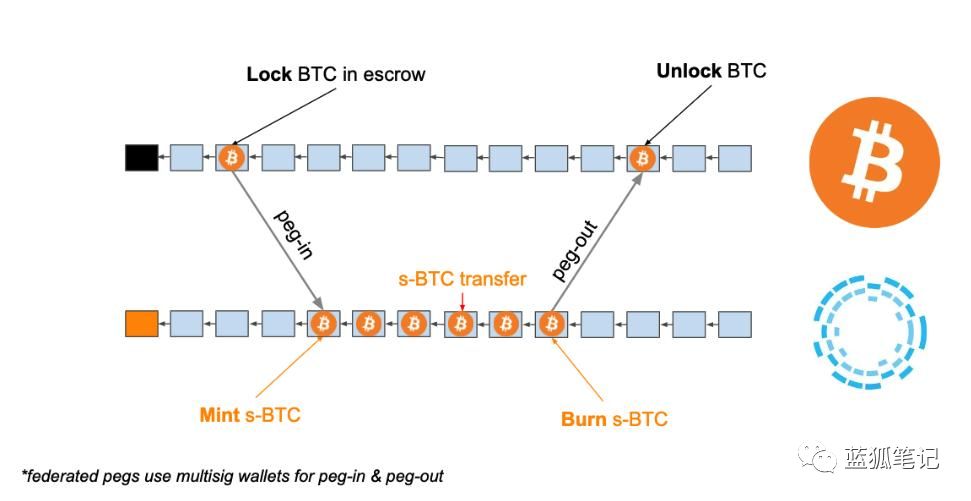 Lock BTC in escrow
Unlock BTC
peg-in
peg-out
s-BTC transfer
Mint s-BTC
Burn s-BTC
*federated pegs use multisig wallets for peg-in & peg-out
蓝狐笔记